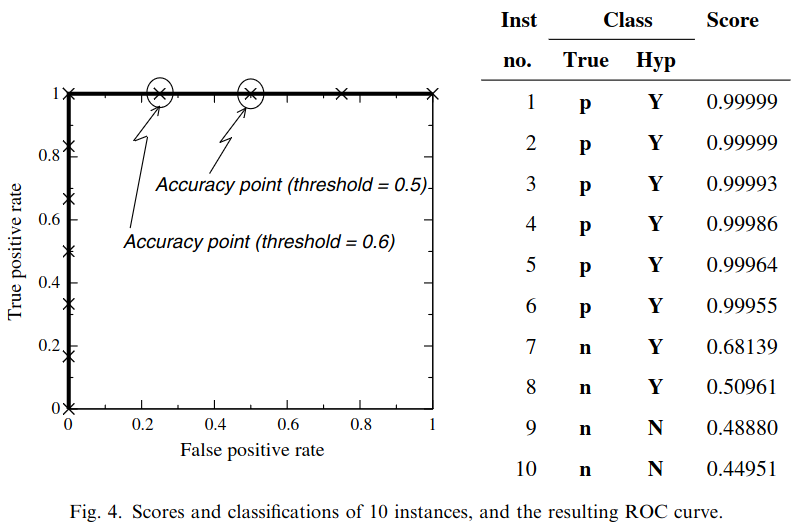 1
0.8
0.6
0.4
0.2
0
0 0.2 0.4 0.6 0.8 1
True positive rate
False positive rate
Accuracy point (threshold = 0.5)
Accuracy point (threshold = 0.6)
Inst Class Score
no. True Hyp
1 p Y 0.99999
2 p Y 0.99999
3 p Y 0.99993
4 p Y 0.99986
5 p Y 0.99964
6 p Y 0.99955
7 n Y 0.68139
8 n Y 0.50961
9 n N 0.48880
10 n N 0.44951
Fig. 4. Scores and classifications of 10 instances, and the resulting ROC curve.